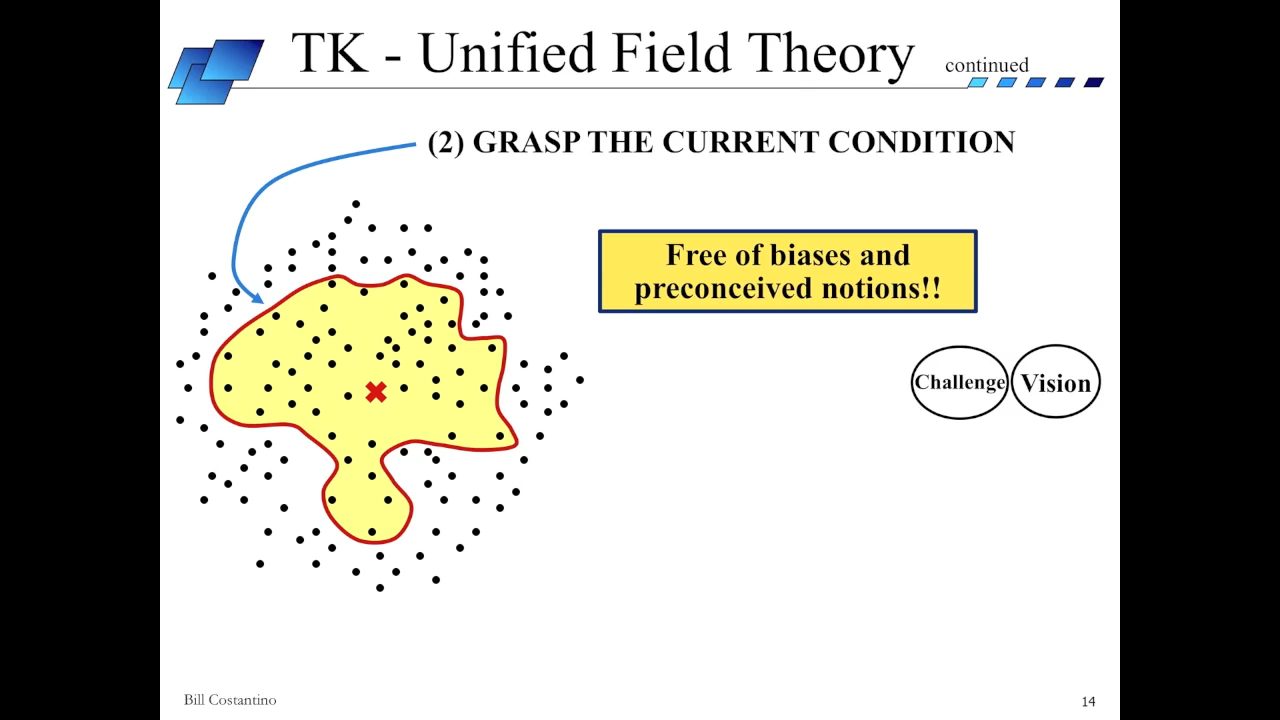 TK - Unified Field Theory continued
(2) GRASP THE CURRENT CONDITION
Free of biases and
preconceived notions!!
Challenge
Vision
Bill Costantino
14